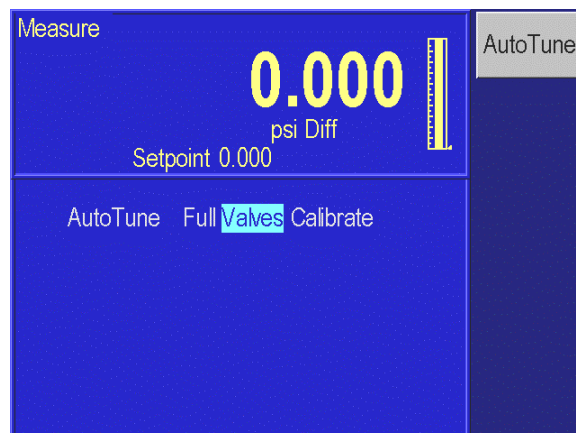 Measure
0.000
psi Diff
Setpoint 0.000
AutoTune
AutoTune Full Valves Calibrate